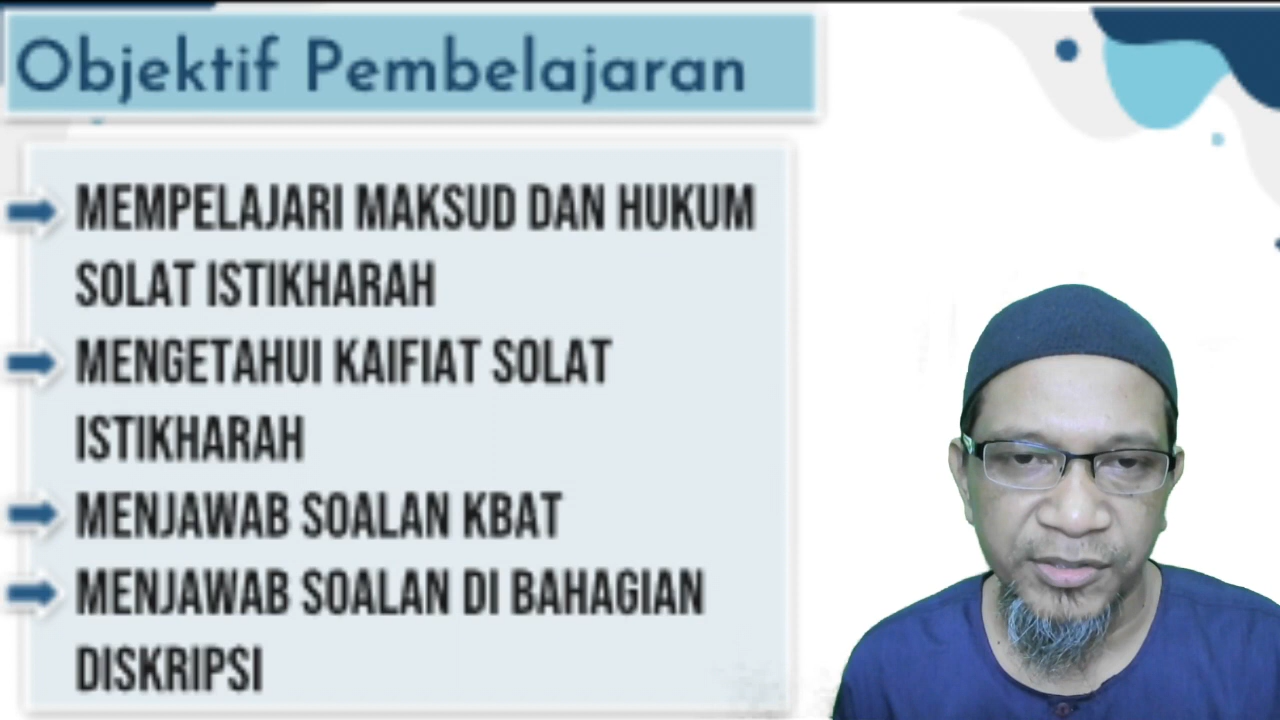 Objektif Pembelajaran
MEMPELAJARI MAKSUD DAN HUKUM
SOLAT ISTIKHARAH
MENGETAHUI KAIFIAT SOLAT
ISTIKHARAH
MENJAWAB SOALAN KBAT
MENJAWAB SOALAN DI BAHAGIAN
DISKRIPSI